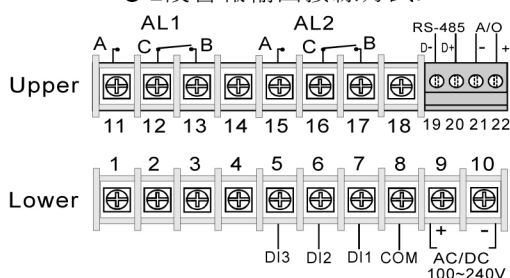 AL1 AL2 RS-485 A/O
A C B A C B D- D+ - +
Upper
11 12 13 14 15 16 17 18 19 20 21 22
1 2 3 4 5 6 7 8 9 10
Lower
+ -
DI3 DI2 DI1 COM AC/DC
100~240V